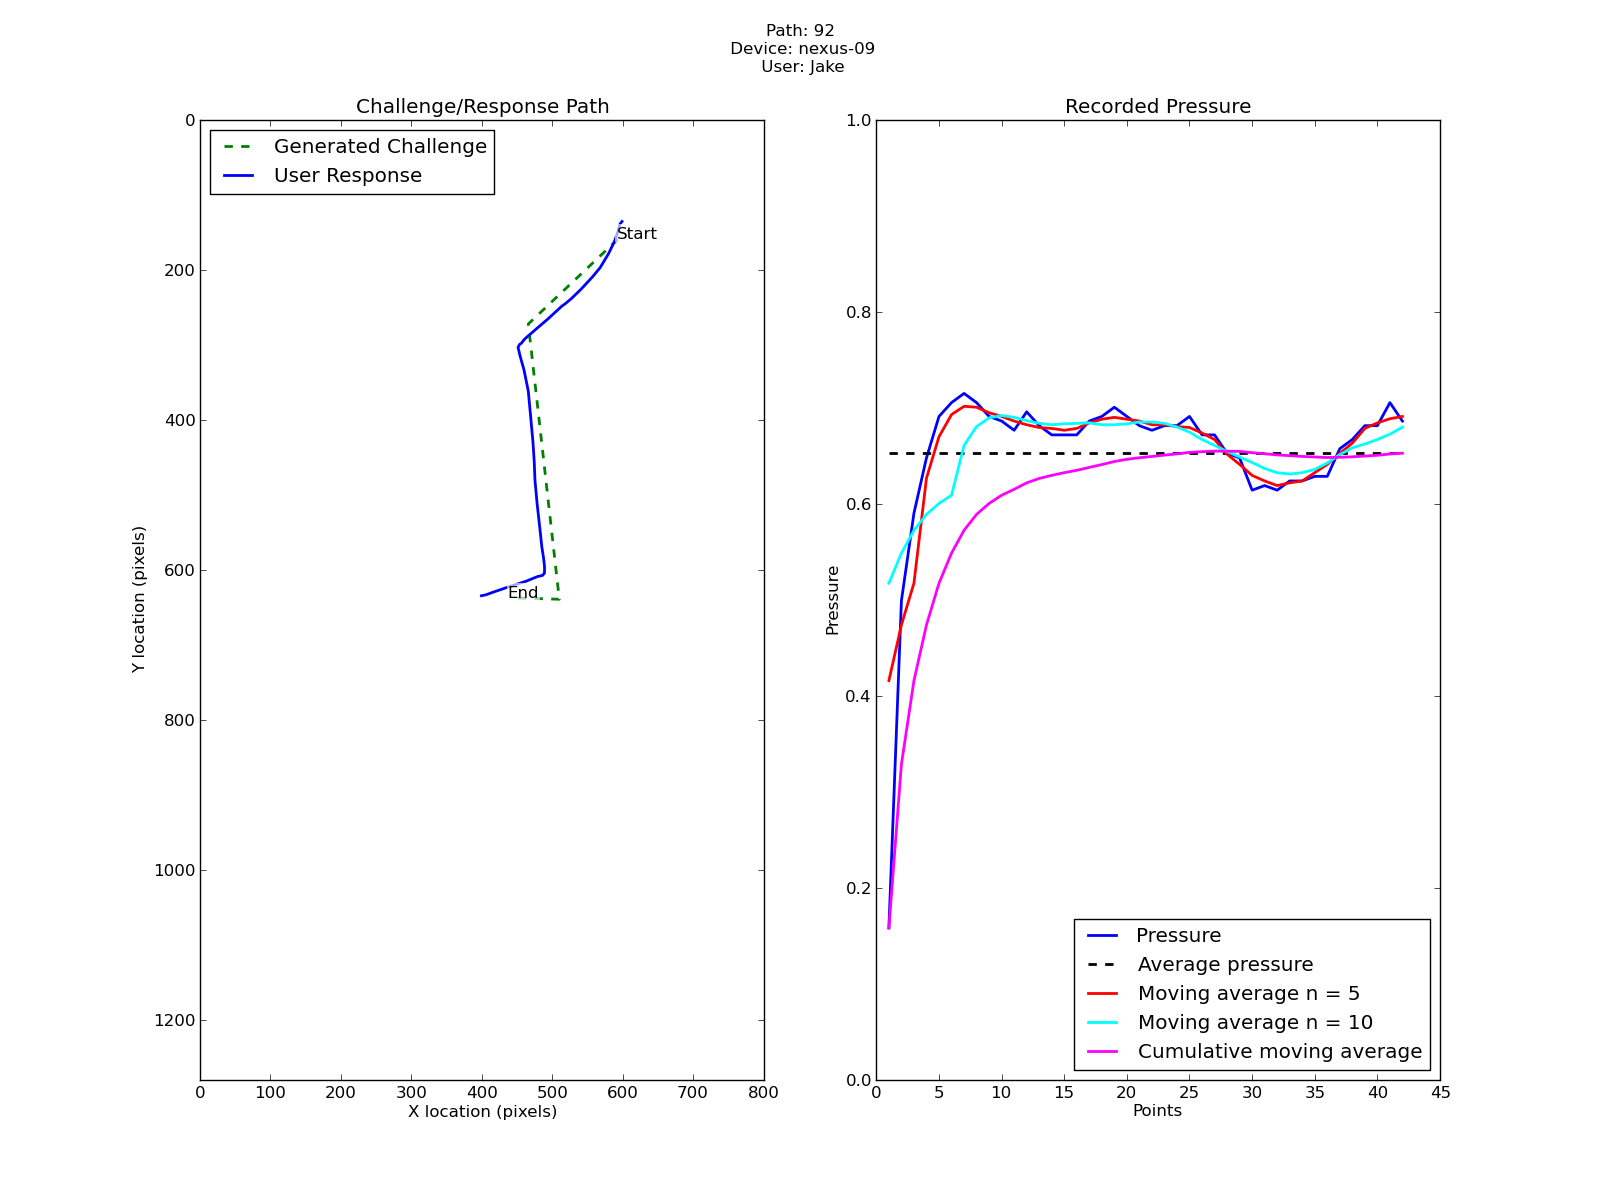 Path: 92
Device: nexus-09
User: Jake
Challenge/Response Path
0
200
400
600
800
1000
1200
Y location (pixels)
Generated Challenge
User Response
Start
End
0 100 200 300 400 500 600 700 800
X location (pixels)
Recorded Pressure
1.0
0.8
0.6
0.4
0.2
0.0
Pressure
Pressure
Average pressure
Moving average n = 5
Moving average n = 10
Cumulative moving average
0 5 10 15 20 25 30 35 40 45
Points